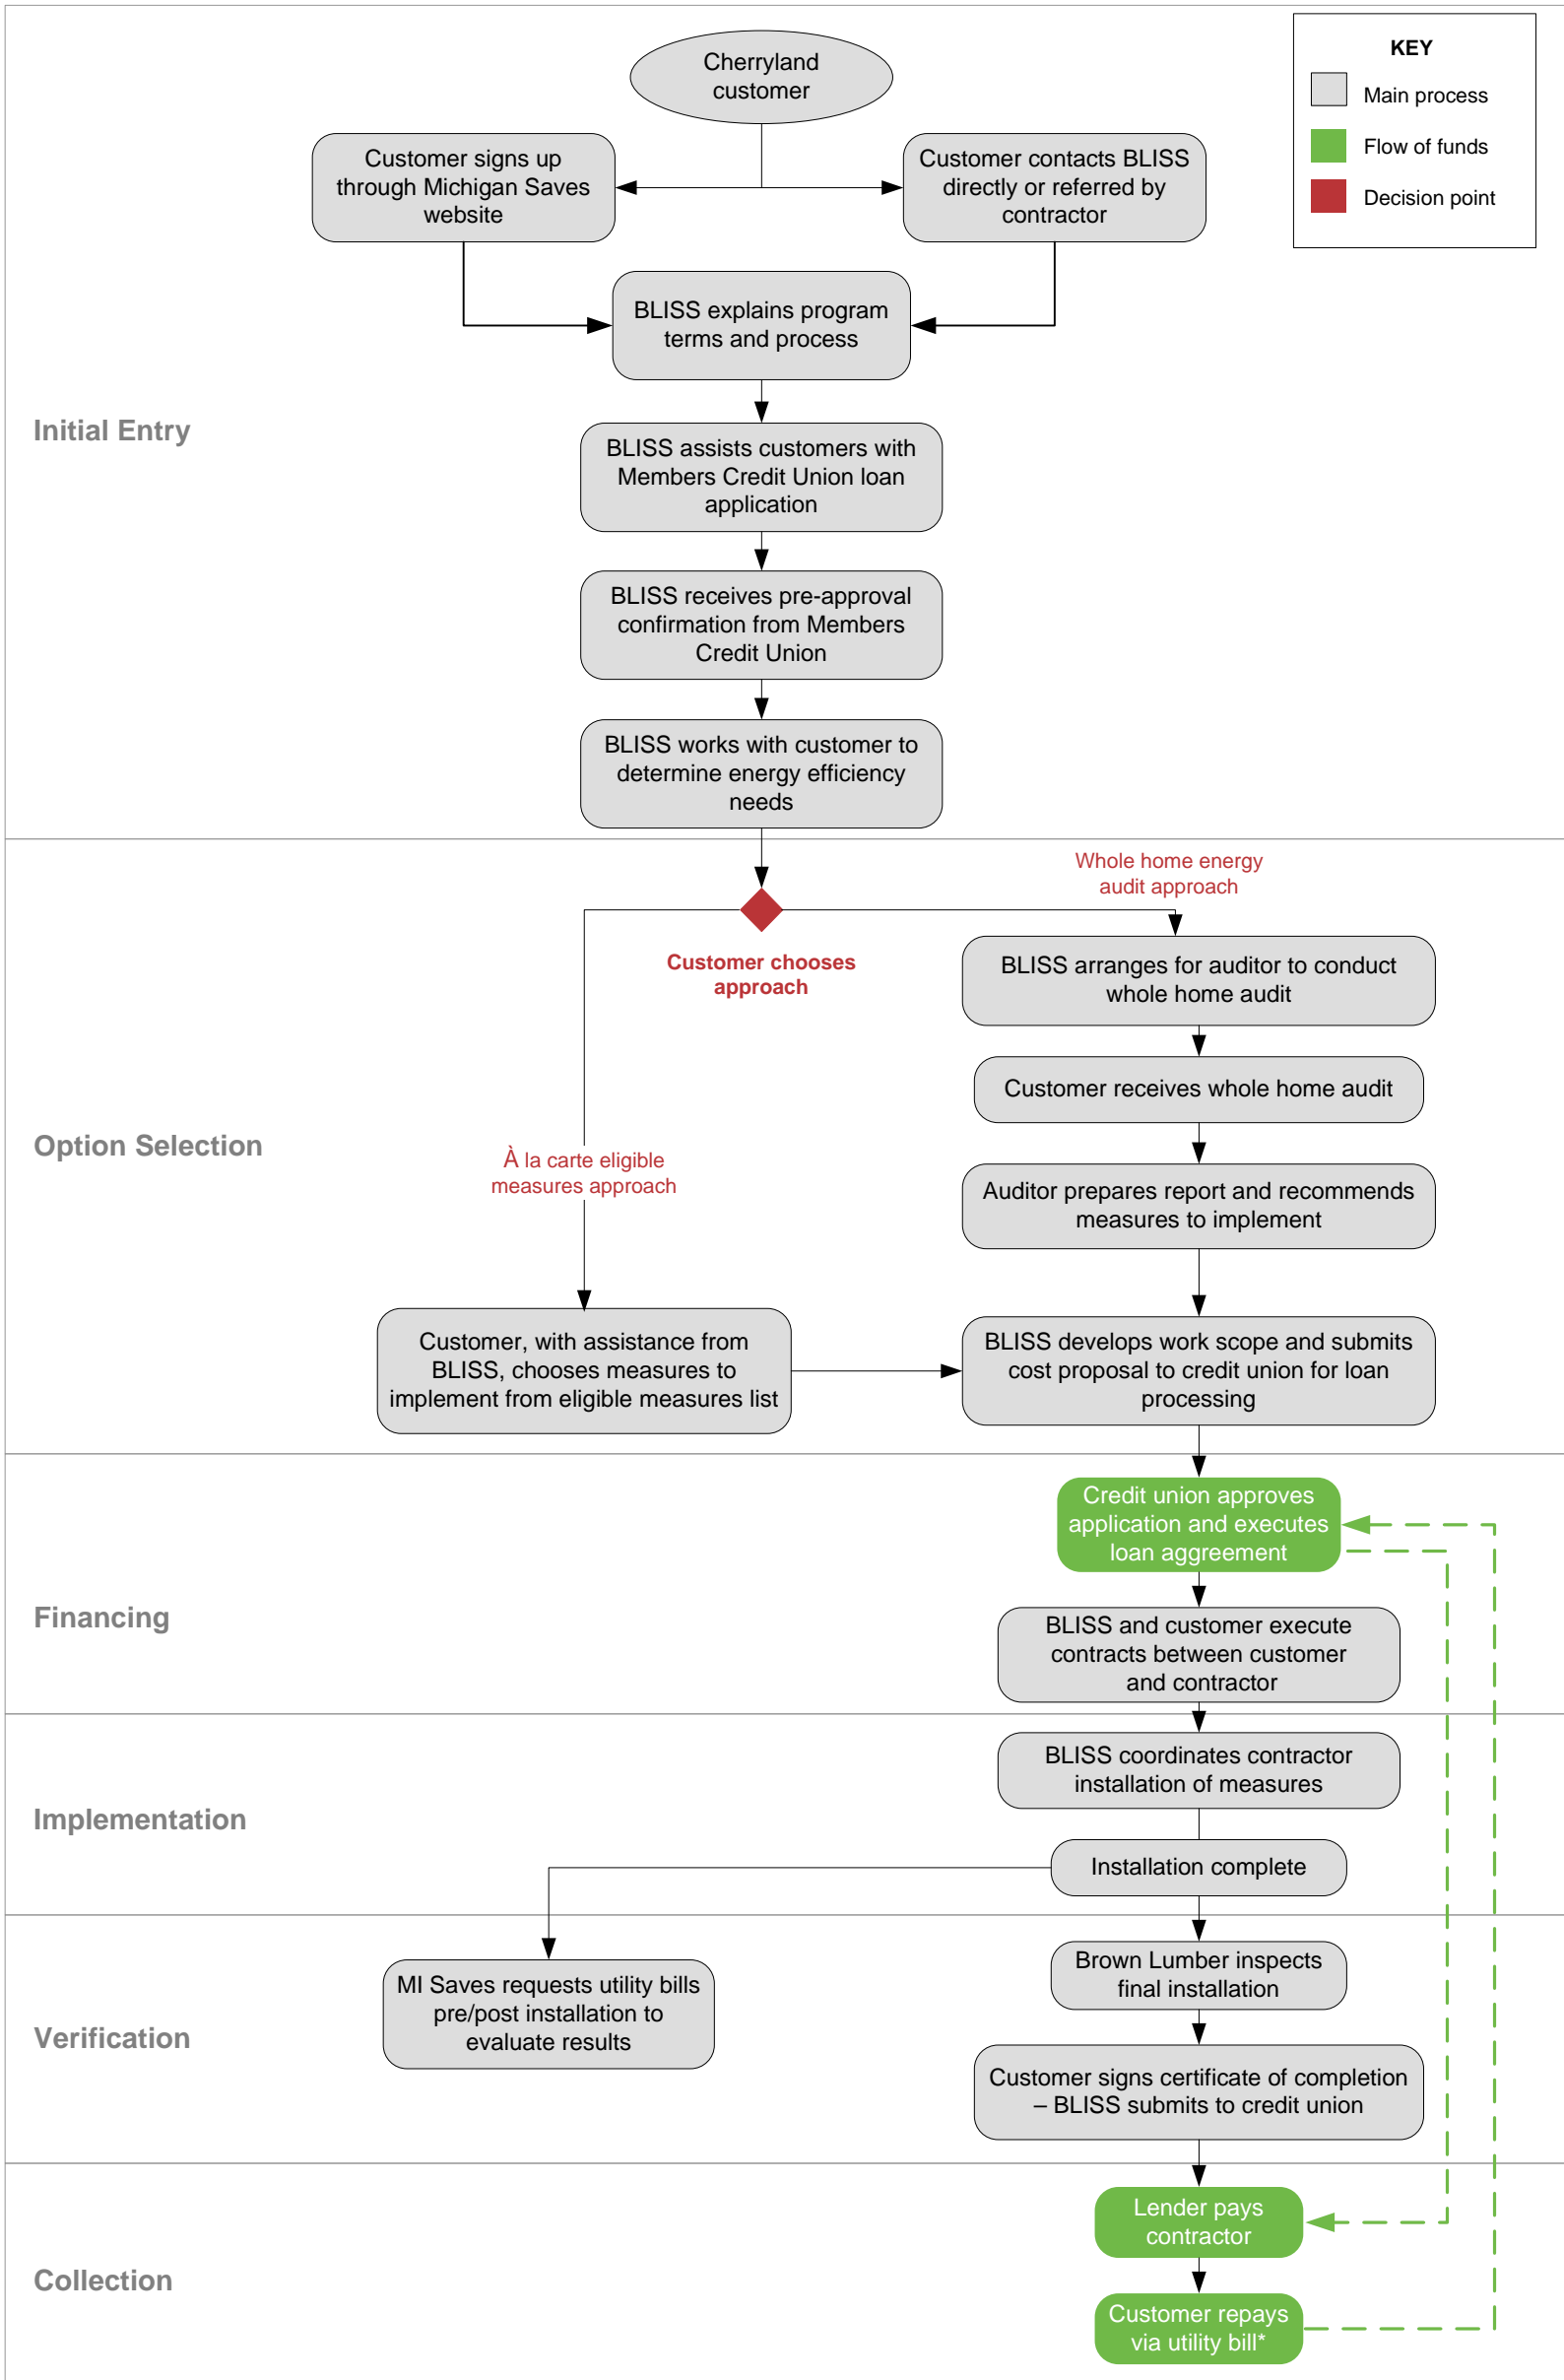 Cherryland
customer
KEY
Main process
Flow of funds
Decision point
Customer signs up
through Michigan Saves
website
Customer contacts BLISS
directly or referred by
contractor
BLISS explains program
terms and process
Initial Entry
BLISS assists customers with
Members Credit Union loan
application
BLISS receives pre-approval
confirmation from Members
Credit Union
BLISS works with customer to
determine energy efficiency
needs
Whole home energy
audit approach
Customer chooses
approach
BLISS arranges for auditor to conduct
whole home audit
Customer receives whole home audit
Option Selection
À la carte eligible
measures approach
Auditor prepares report and recommends
measures to implement
Customer, with assistance from
BLISS, chooses measures to
implement from eligible measures list
BLISS develops work scope and submits
cost proposal to credit union for loan
processing
Credit union approves
application and executes
loan aggreement
Financing
BLISS and customer execute
contracts between customer
and contractor
BLISS coordinates contractor
installation of measures
Implementation
Installation complete
MI Saves requests utility bills
pre/post installation to
evaluate results
Brown Lumber inspects
final installation
Verification
Customer signs certificate of completion
– BLISS submits to credit union
Lender pays
contractor
Collection
Customer repays
via utility bill*